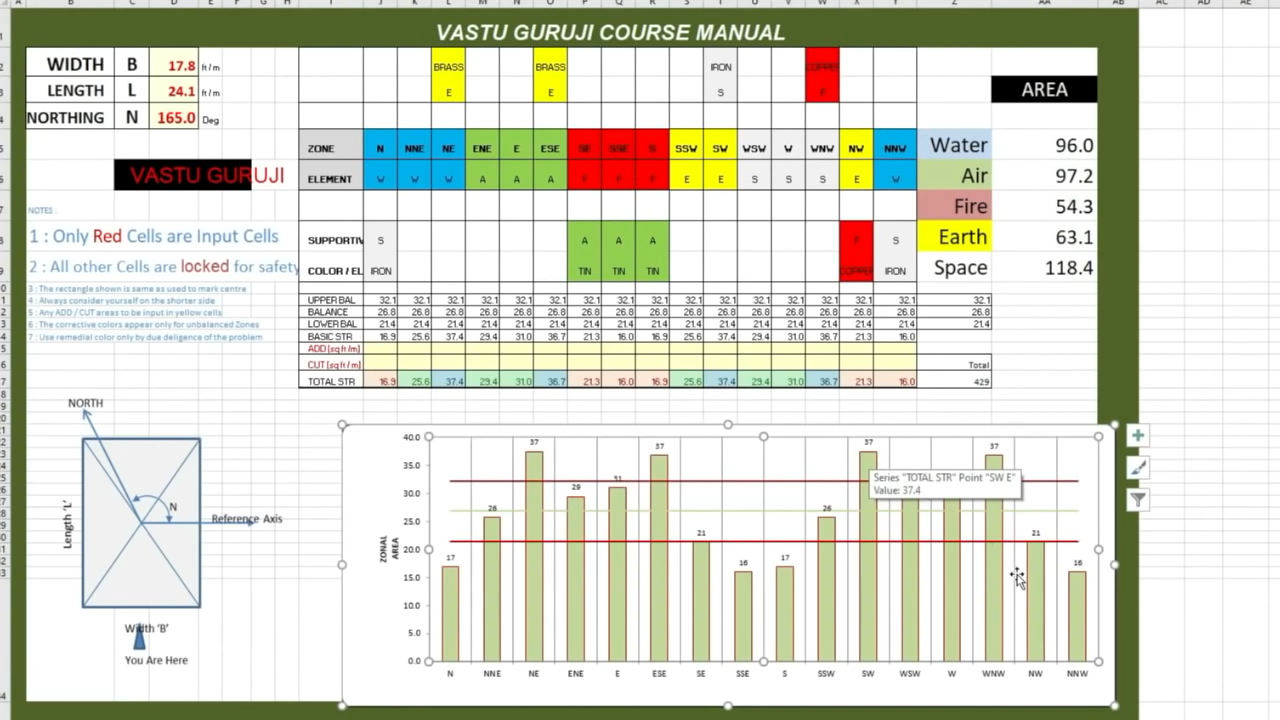 VASTU GURUJI COURSE MANUAL
WIDTH B 17.8 ft / m
LENGTH L 24.1 ft / m
NORTHING N 165.0 Deg
BRASS BRASS IRON COPPER
E E S F
AREA
ZONE N NNE NE ENE E ESE SE SSE S SSW SW WSW W WNW NW NNW
ELEMENT W W W A A A F F F E E S S S E W
Water 96.0
Air 97.2
Fire 54.3
Earth 63.1
Space 118.4
VASTU GURUJI
NOTES :
1 : Only Red Cells are Input Cells
2 : All other Cells are locked for safety
3 : The rectangle shown is same as used to mark centre
4 : Always consider yourself on the shorter side
5 : Any ADD / CUT areas to be input in yellow cells
6 : The corrective colors appear only for unbalanced Zones
7 : Use remedial color only by due deligence of the problem
SUPPORTIV S A A A F S
COLOR / EL IRON TIN TIN TIN COPPER IRON
UPPER BAL 32.1 32.1 32.1 32.1 32.1 32.1 32.1 32.1 32.1 32.1 32.1 32.1 32.1 32.1 32.1 32.1 32.1
BALANCE 26.8 26.8 26.8 26.8 26.8 26.8 26.8 26.8 26.8 26.8 26.8 26.8 26.8 26.8 26.8 26.8 26.8
LOWER BAL 21.4 21.4 21.4 21.4 21.4 21.4 21.4 21.4 21.4 21.4 21.4 21.4 21.4 21.4 21.4 21.4 21.4
BASIC STR 16.9 25.6 37.4 29.4 31.0 36.7 21.3 16.0 16.9 25.6 37.4 29.4 31.0 36.7 21.3 16.0
ADD [sq ft / m]
CUT [sq ft / m] Total
TOTAL STR 16.9 25.6 37.4 29.4 31.0 36.7 21.3 16.0 16.9 25.6 37.4 29.4 31.0 36.7 21.3 16.0 429
NORTH
N
Reference Axis
Length 'L'
Width 'B'
You Are Here
ZONAL
AREA
40.0
35.0
30.0
25.0
20.0
15.0
10.0
5.0
0.0
17 26 37 29 31 37 21 16 17 26 37 37 21 16
Series "TOTAL STR" Point "SW E"
Value: 37.4
N NNE NE ENE E ESE SE SSE S SSW SW WSW W WNW NW NNW